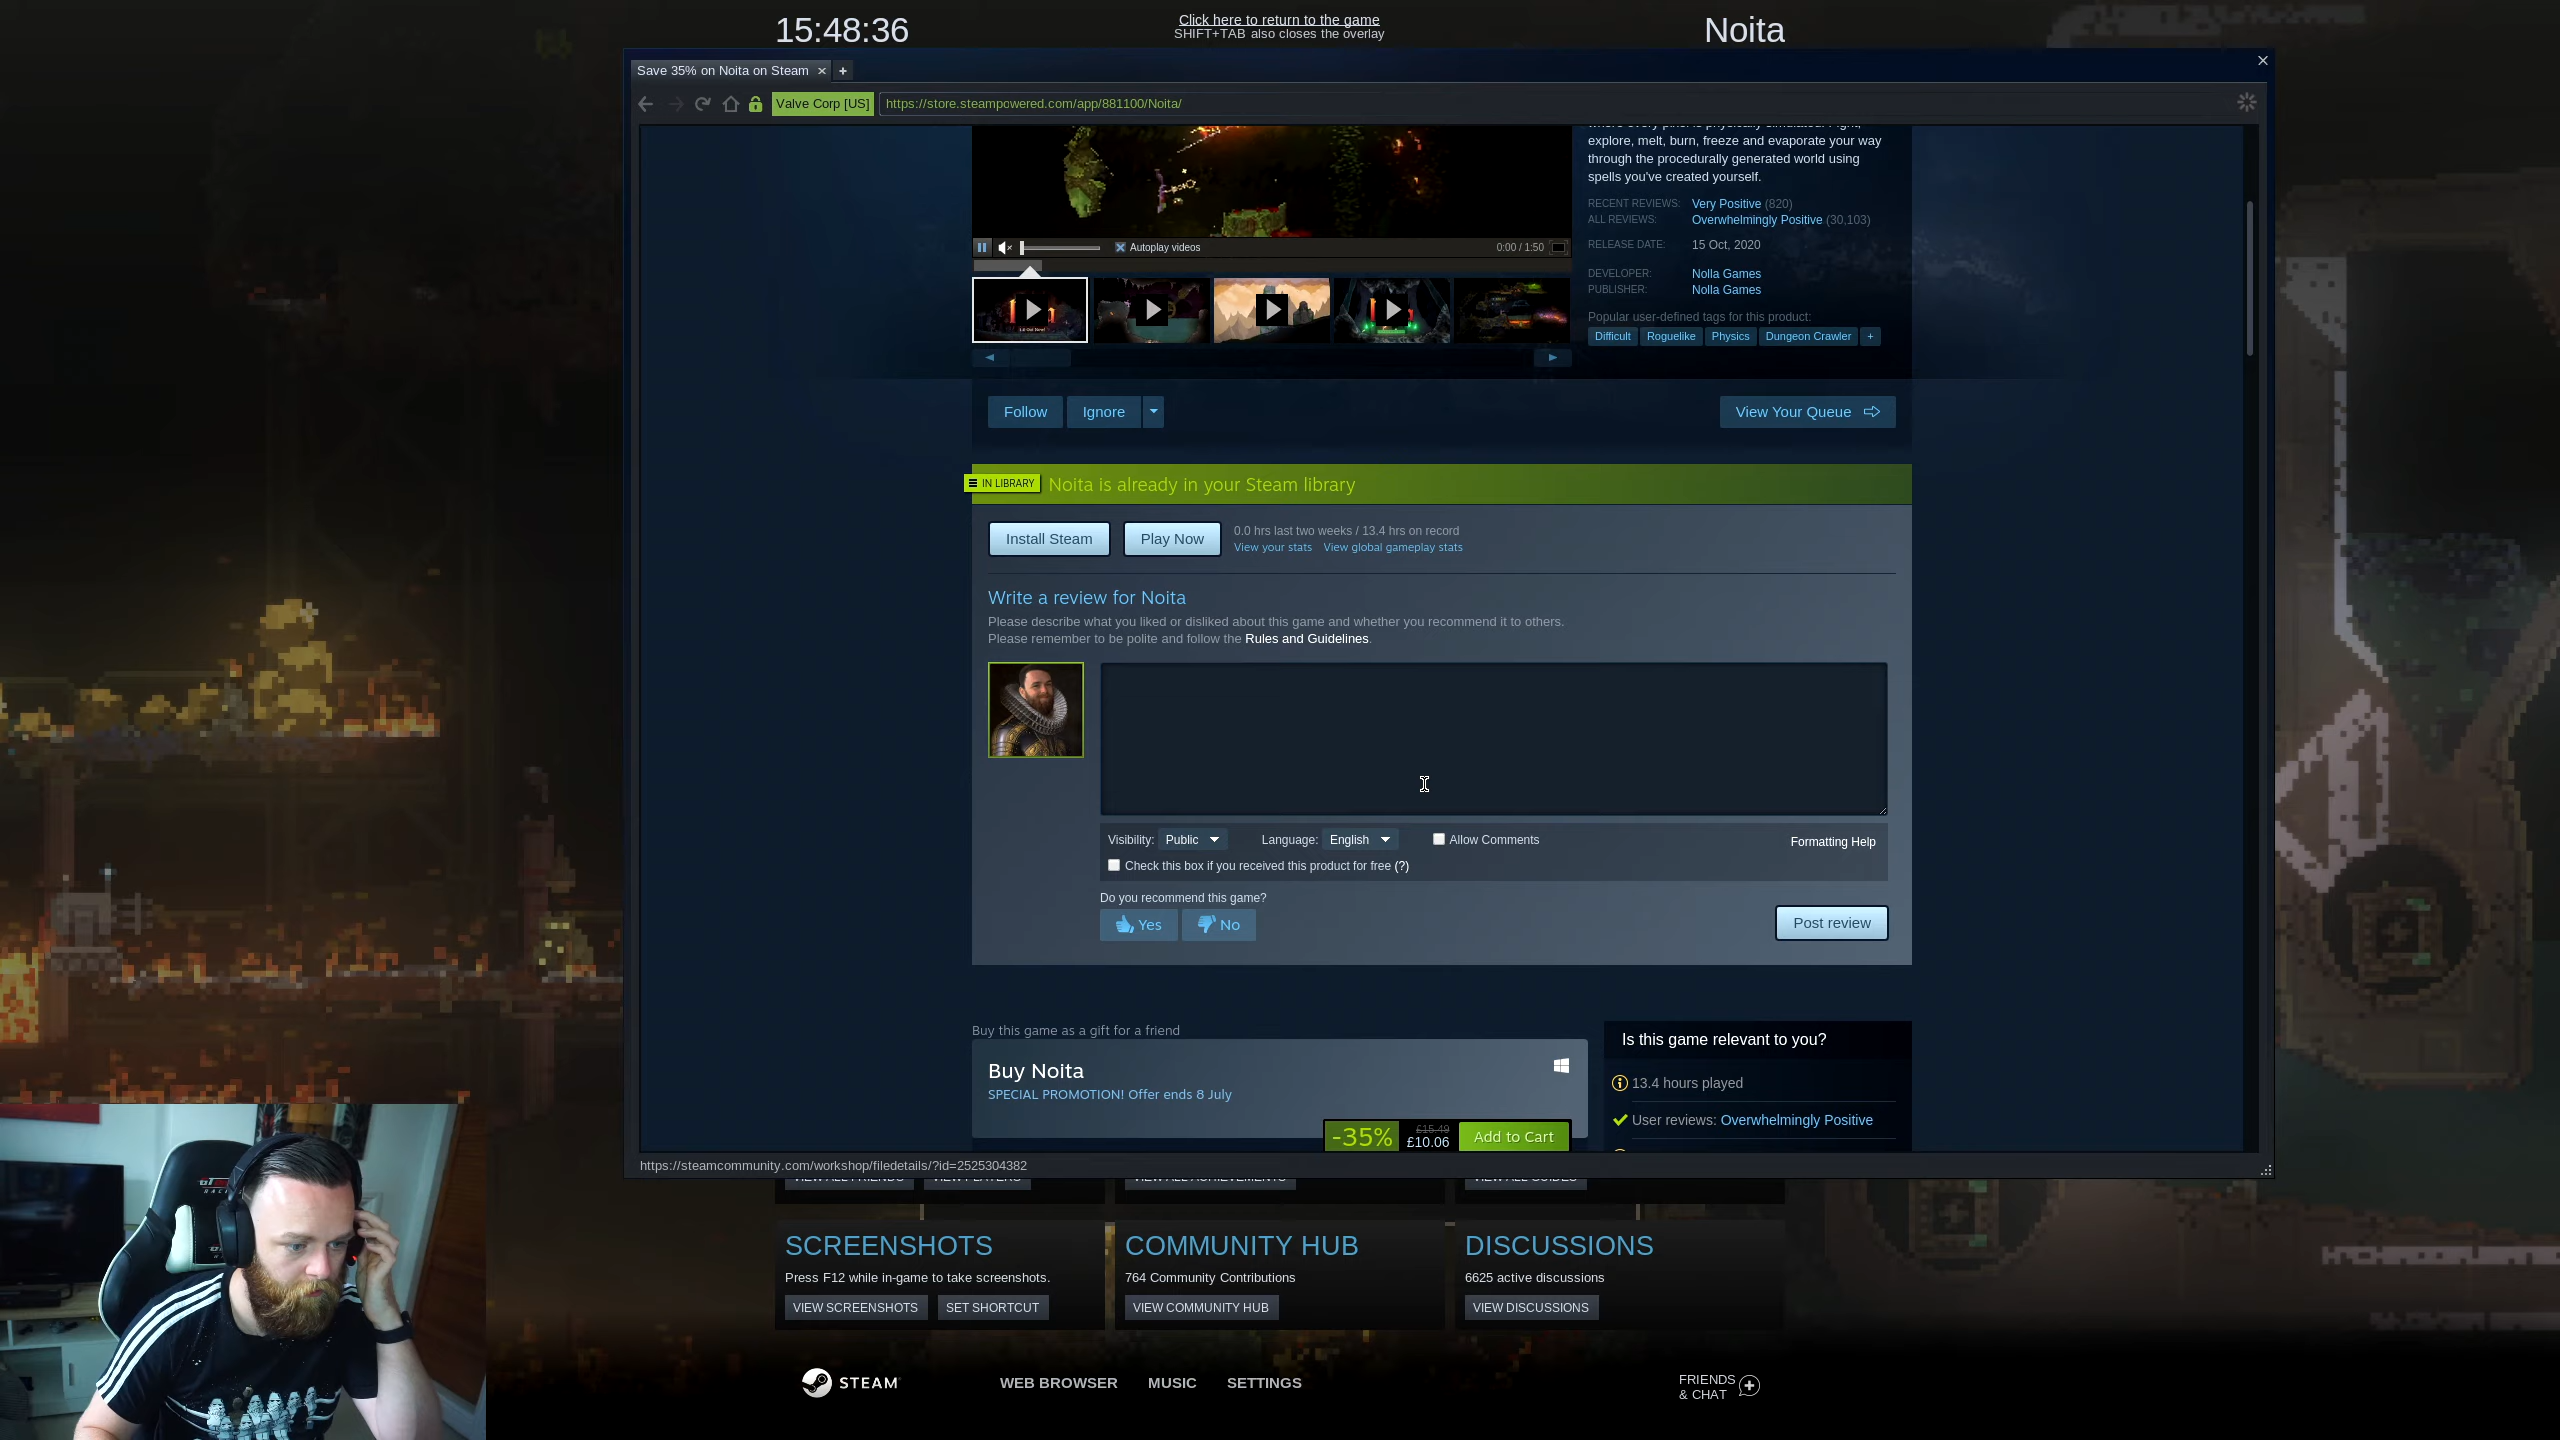 15:48:36
Click here to return to the game
SHIFT+TAB also closes the overlay
Noita
Save 35% on Noita on Steam
Valve Corp [US]
https://store.steampowered.com/app/881100/Noita/
explore, melt, burn, freeze and evaporate your way
through the procedurally generated world using
spells you've created yourself.
RECENT REVIEWS: Very Positive (820)
ALL REVIEWS: Overwhelmingly Positive (30,103)
RELEASE DATE: 15 Oct, 2020
DEVELOPER: Nolla Games
PUBLISHER: Nolla Games
Popular user-defined tags for this product:
Difficult Roguelike Physics Dungeon Crawler +
Autoplay videos
0:00 / 1:50
Follow
Ignore
View Your Queue
IN LIBRARY
Noita is already in your Steam library
Install Steam
Play Now
0.0 hrs last two weeks / 13.4 hrs on record
View your stats View global gameplay stats
Write a review for Noita
Please describe what you liked or disliked about this game and whether you recommend it to others.
Please remember to be polite and follow the Rules and Guidelines.
Visibility: Public Language: English Allow Comments Formatting Help
Check this box if you received this product for free (?)
Do you recommend this game?
Yes No
Post review
Buy this game as a gift for a friend
Buy Noita
SPECIAL PROMOTION! Offer ends 8 July
-35% £15.49 £10.06 Add to Cart
Is this game relevant to you?
13.4 hours played
User reviews: Overwhelmingly Positive
https://steamcommunity.com/workshop/filedetails/?id=2525304382
VIEW ALL FRIENDS VIEW PLAYERS VIEW ALL ACHIEVEMENTS VIEW ALL GUIDES
SCREENSHOTS
Press F12 while in-game to take screenshots.
VIEW SCREENSHOTS SET SHORTCUT
COMMUNITY HUB
764 Community Contributions
VIEW COMMUNITY HUB
DISCUSSIONS
6625 active discussions
VIEW DISCUSSIONS
STEAM
WEB BROWSER MUSIC SETTINGS
FRIENDS
& CHAT